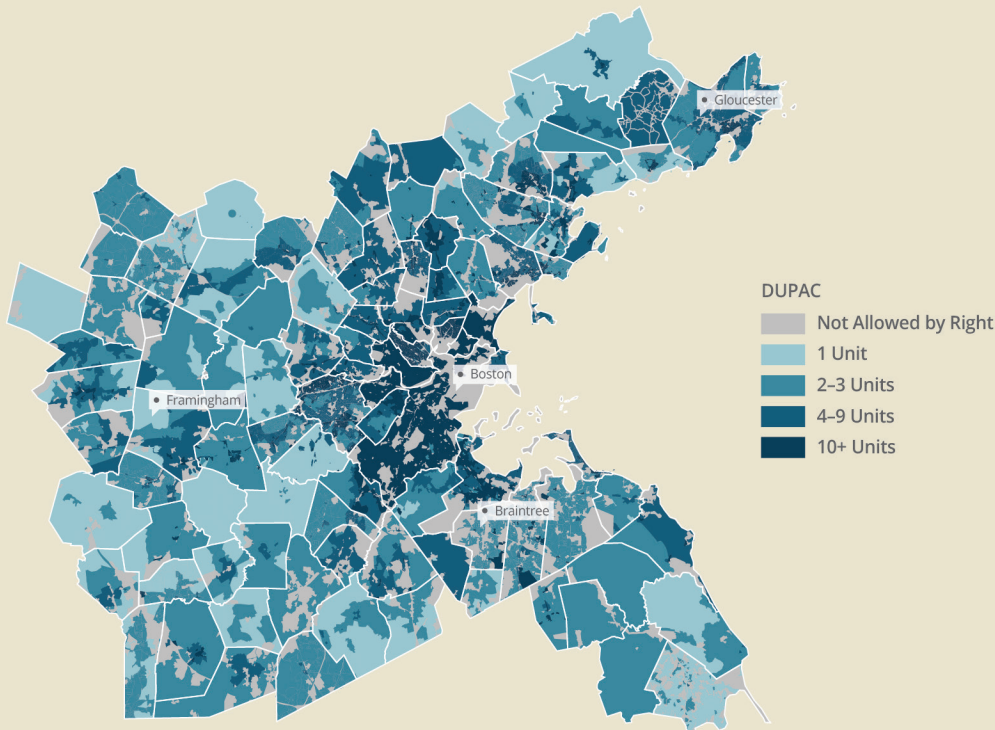 Gloucester
DUPAC
Not Allowed by Right
1 Unit
Boston
2–3 Units
Framingham
4–9 Units
10+ Units
Braintree